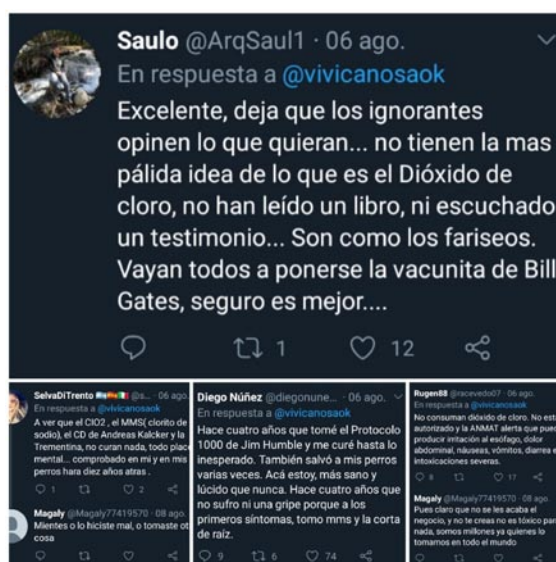 Saulo @ArqSaul1 · 06 ago.
En respuesta a @vivicanosaok
Excelente, deja que los ignorantes
opinen lo que quieran... no tienen la mas
pálida idea de lo que es el Dióxido de
cloro, no han leído un libro, ni escuchado
un testimonio... Son como los fariseos.
Vayan todos a ponerse la vacunita de Bill
Gates, seguro es mejor....
1 12
SelvaDiTrento @s... · 06 ago.
En respuesta a @vivicanosaok
A ver que el ClO2 , el MMS( clorito de
sodio), el CD de Andreas Kalcker y la
Trementina, no curan nada, todo place
mental... comprobado en mi y en mis
perros hara diez años atras .
1 2
Magaly @Magaly77419570 · 08 ago.
Mientes o lo hiciste mal, o tomaste ot
cosa
Diego Núñez @diegonune... · 06 ago.
En respuesta a @vivicanosaok
Hace cuatro años que tomé el Protocolo
1000 de Jim Humble y me curé hasta lo
inesperado. También salvó a mis perros
varias veces. Acá estoy, más sano y
lúcido que nunca. Hace cuatro años que
no sufro ni una gripe porque a los
primeros síntomas, tomo mms y la corta
de raíz.
9 6 74
Rugen88 @racevedo07 · 06 ago.
En respuesta a @vivicanosaok
No consuman dióxido de cloro. No est
autorizado y la ANMAT alerta que pued
producir irritación al esófago, dolor
abdominal, náuseas, vómitos, diarrea e
intoxicaciones severas.
8 17
Magaly @Magaly77419570 · 08 ago.
Pues claro que no se les acaba el
negocio, y no te creas no es tóxico par
nada, somos millones ya quienes lo
tomamos en todo el mundo